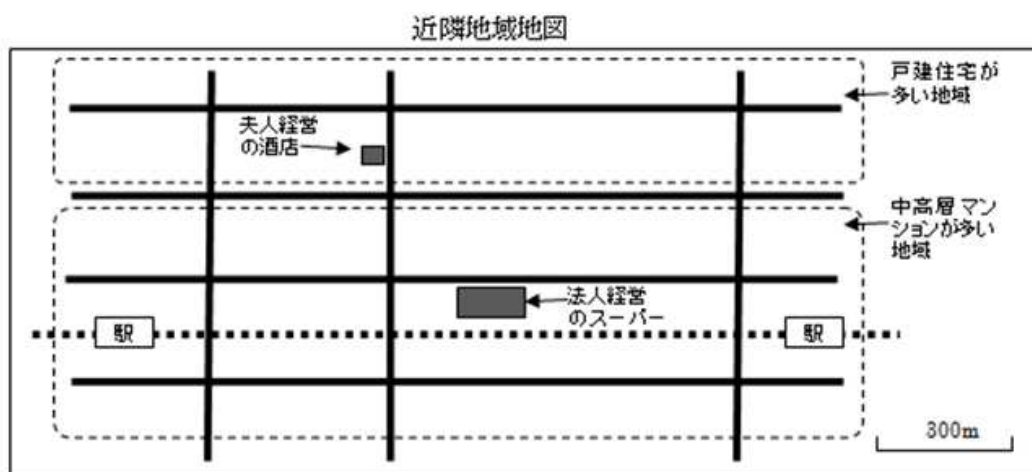 近隣地域地図
戸建住宅が
多い地域
夫人経営
の酒店
中高層マン
ションが多い
地域
法人経営
のスーパー
駅
駅
300m